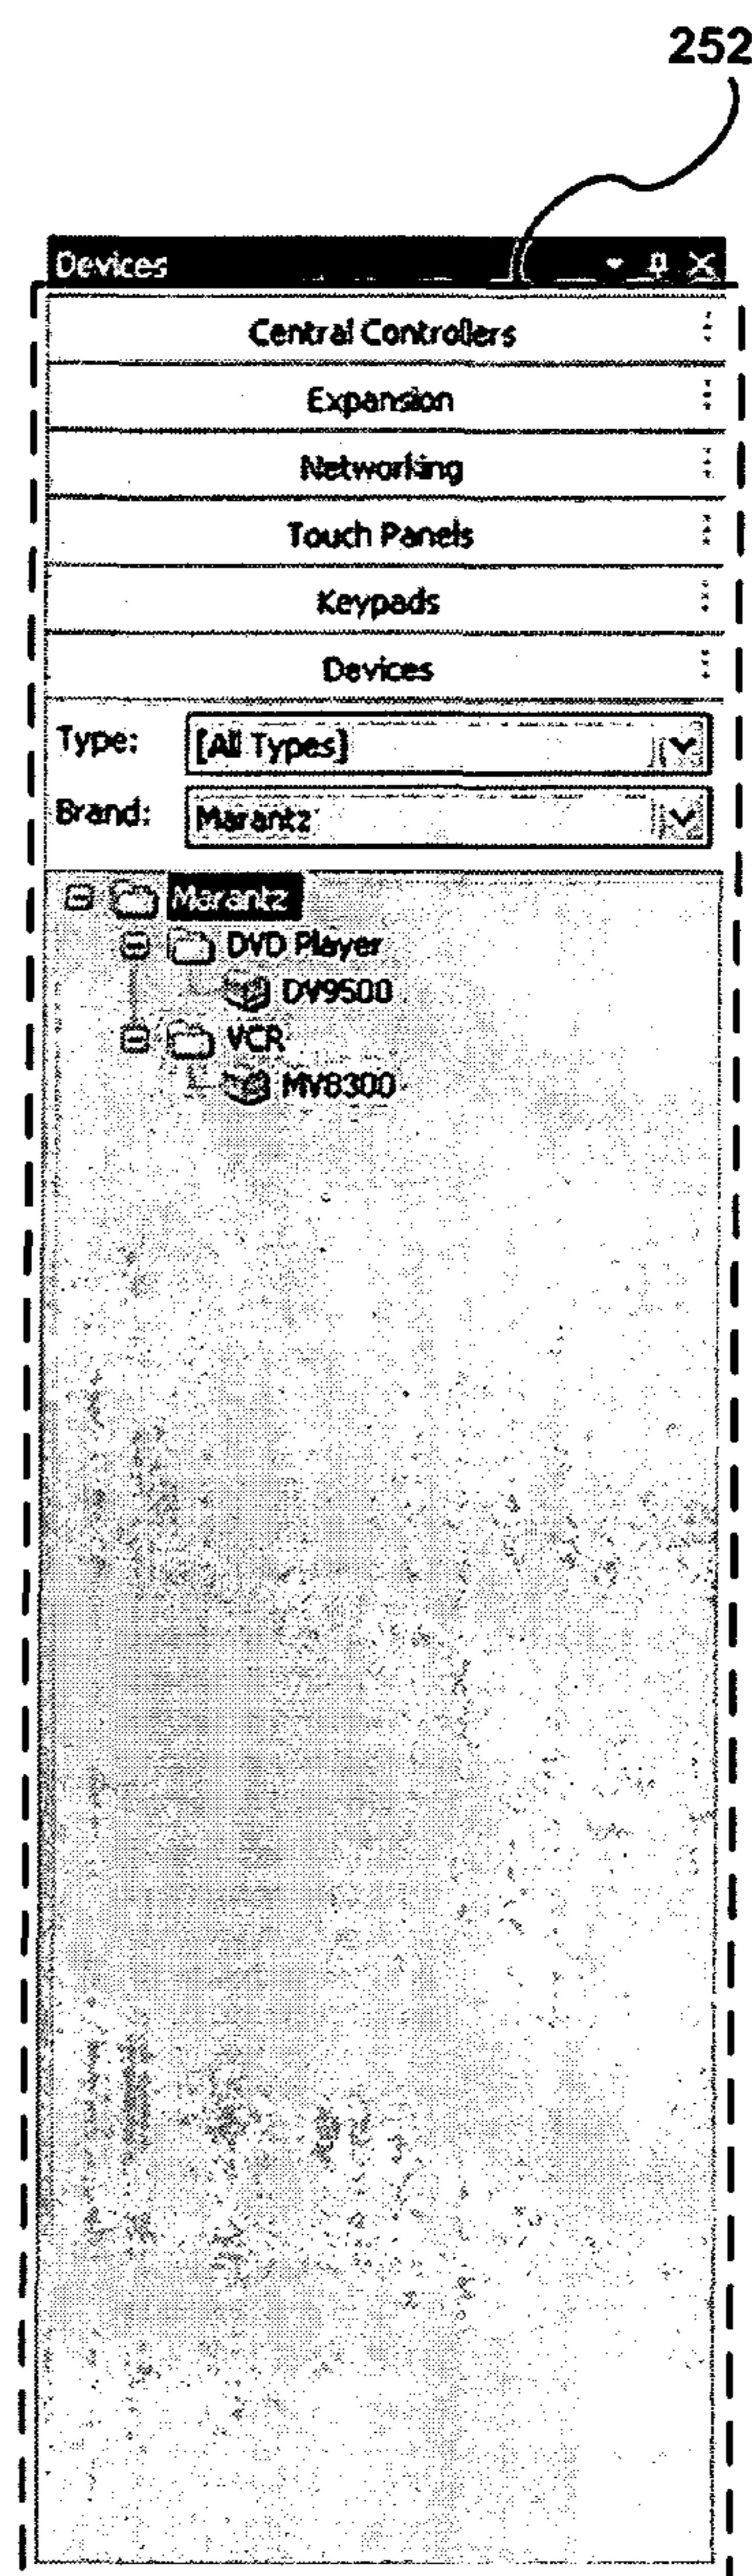 252
Devices
Central Controllers
Expansion
Networking
Touch Panels
Keypads
Devices
Type: [All Types]
Brand: Marantz
Marantz
DVD Player
DV9500
VCR
MV8300